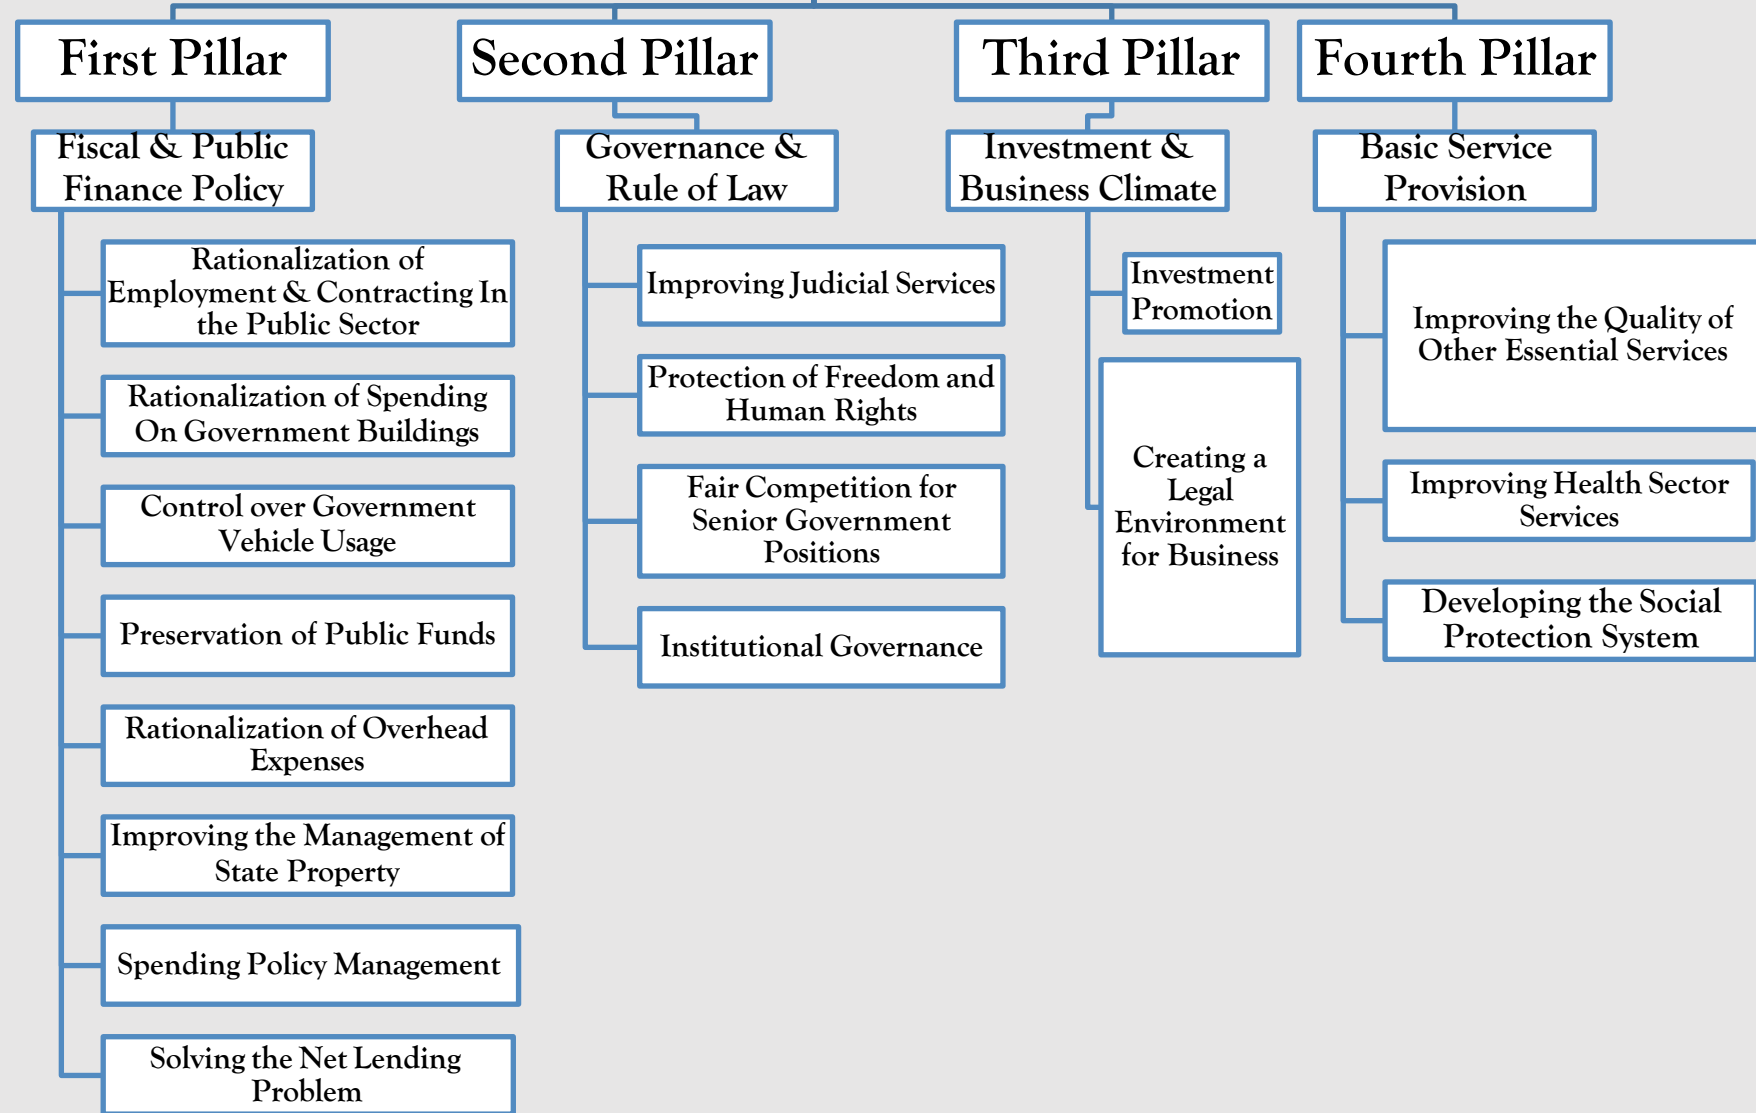 First Pillar
Fiscal & Public
Finance Policy
Rationalization of
Employment & Contracting In
the Public Sector
Rationalization of Spending
On Government Buildings
Control over Government
Vehicle Usage
Preservation of Public Funds
Rationalization of Overhead
Expenses
Improving the Management of
State Property
Spending Policy Management
Solving the Net Lending
Problem
Second Pillar
Governance &
Rule of Law
Improving Judicial Services
Protection of Freedom and
Human Rights
Fair Competition for
Senior Government
Positions
Institutional Governance
Third Pillar
Investment &
Business Climate
Investment
Promotion
Creating a
Legal
Environment
for Business
Fourth Pillar
Basic Service
Provision
Improving the Quality of
Other Essential Services
Improving Health Sector
Services
Developing the Social
Protection System